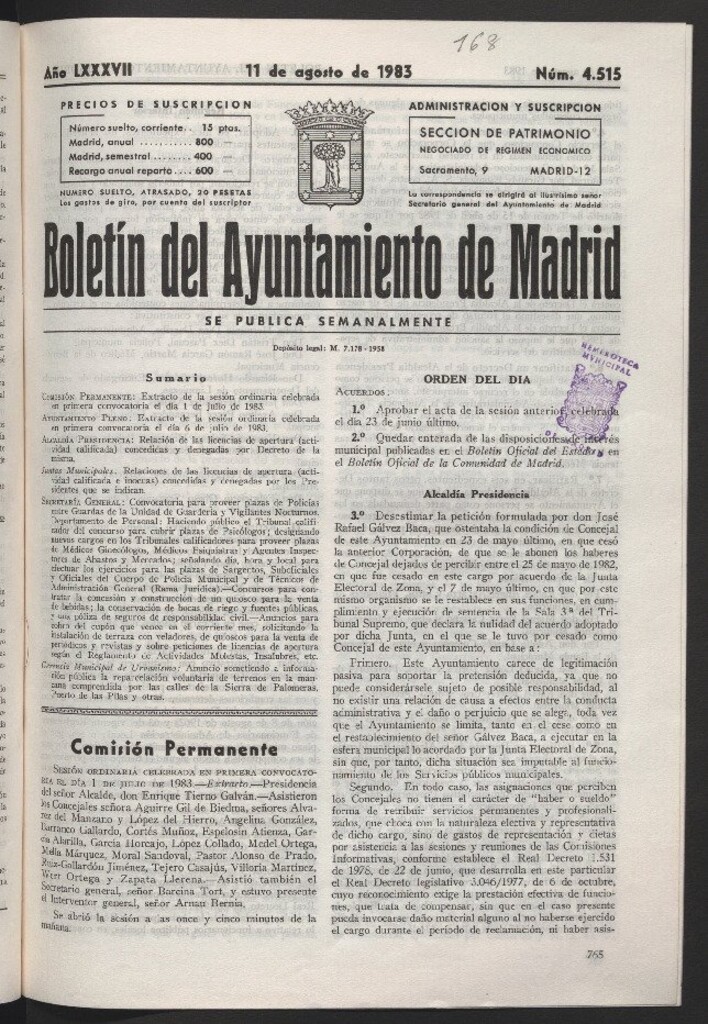 168
Año LXXXVII 11 de agosto de 1983 Núm. 4.515
PRECIOS DE SUSCRIPCION
Número suelto, corriente.. 15 ptas.
Madrid, anual ........... 800 —
Madrid, semestral ........ 400 —
Recargo anual reparto .... 600 —
NUMERO SUELTO, ATRASADO, 20 PESETAS
Los gastos de giro, por cuenta del suscriptor
ADMINISTRACION Y SUSCRIPCION
SECCION DE PATRIMONIO
NEGOCIADO DE REGIMEN ECONOMICO
Sacramento, 9 MADRID-12
La correspondencia se dirigirá al ilustrísimo señor
Secretario general del Ayuntamiento de Madrid
Boletín del Ayuntamiento de Madrid
SE PUBLICA SEMANALMENTE
Depósito legal: M. 7.178 - 1958
Sumario
COMISIÓN PERMANENTE: Extracto de la sesión ordinaria celebrada
en primera convocatoria el día 1 de julio de 1983.
AYUNTAMIENTO PLENO: Extracto de la sesión ordinaria celebrada
en primera convocatoria el día 6 de julio de 1983.
ALCALDÍA PRESIDENCIA: Relación de las licencias de apertura (acti-
vidad calificada) concedidas y denegadas por Decreto de la
misma.
Juntas Municipales: Relaciones de las licencias de apertura (acti-
vidad calificada e inocuas) concedidas y denegadas por los Pre-
sidentes que se indican.
SECRETARÍA GENERAL: Convocatoria para proveer plazas de Policías
entre Guardas de la Unidad de Guardería y Vigilantes Nocturnos.
Departamento de Personal: Haciendo público el Tribunal califi-
cador del concurso para cubrir plazas de Psicólogos; designando
nuevos cargos en los Tribunales calificadores para proveer plazas
de Médicos Ginecólogos, Médicos Psiquiatras y Agentes Inspec-
tores de Abastos y Mercados; señalando día, hora y local para
efectuar los ejercicios para las plazas de Sargentos, Suboficiales
y Oficiales del Cuerpo de Policía Municipal y de Técnicos de
Administración General (Rama Jurídica).—Concursos para con-
tratar la concesión y construcción de un quiosco para la venta
de bebidas; la conservación de bocas de riego y fuentes públicas,
y una póliza de seguros de responsabilidad civil.—Anuncios para
cobro del cupón que vence en el corriente mes, solicitando la
instalación de terraza con veladores, de quioscos para la venta de
periódicos y revistas y sobre peticiones de licencias de apertura
según el Reglamento de Actividades Molestas, Insalubres, etc.
Gerencia Municipal de Urbanismo: Anuncio sometiendo a informa-
ción pública la reparcelación voluntaria de terrenos en la man-
zana comprendida por las calles de la Sierra de Palomeras,
Puerto de las Pilas y otras.
Comisión Permanente
SESIÓN ORDINARIA CELEBRADA EN PRIMERA CONVOCATO-
RIA EL DÍA 1 DE JULIO DE 1983.—Extracto.—Presidencia
del señor Alcalde, don Enrique Tierno Galván.—Asistieron
los Concejales señora Aguirre Gil de Biedma, señores Alva-
rez del Manzano y López del Hierro, Angelina González,
Barranco Gallardo, Cortés Muñoz, Espelosin Atienza, Gar-
cía Alarilla, García Horcajo, López Collado, Medel Ortega,
Mella Márquez, Moral Sandoval, Pastor Alonso de Prado,
Ruiz-Gallardón Jiménez, Tejero Casajús, Villoria Martínez,
Wert Ortega y Zapata Llerena.—Asistió también el
Secretario general, señor Barcina Tort, y estuvo presente
el Interventor general, señor Arnau Bernia.
Se abrió la sesión a las once y cinco minutos de la
mañana.
ORDEN DEL DIA
ACUERDOS:
1.º Aprobar el acta de la sesión anterior, celebrada
el día 23 de junio último.
2.º Quedar enterada de las disposiciones de interés
municipal publicadas en el Boletín Oficial del Estado y en
el Boletín Oficial de la Comunidad de Madrid.
HEMEROTECA
MUNICIPAL
Alcaldía Presidencia
3.º Desestimar la petición formulada por don José
Rafael Gálvez Baca, que ostentaba la condición de Concejal
de este Ayuntamiento en 23 de mayo último, en que cesó
la anterior Corporación, de que se le abonen los haberes
de Concejal dejados de percibir entre el 25 de mayo de 1982,
en que fue cesado en este cargo por acuerdo de la Junta
Electoral de Zona, y el 7 de mayo último, en que por este
mismo organismo se le restablece en sus funciones, en cum-
plimiento y ejecución de sentencia de la Sala 3.ª del Tri-
bunal Supremo, que declara la nulidad del acuerdo adoptado
por dicha Junta, en el que se le tuvo por cesado como
Concejal de este Ayuntamiento, en base a:
Primero. Este Ayuntamiento carece de legitimación
pasiva para soportar la pretensión deducida, ya que no
puede considerársele sujeto de posible responsabilidad, al
no existir una relación de causa a efectos entre la conducta
administrativa y el daño o perjuicio que se alega, toda vez
que el Ayuntamiento se limita, tanto en el cese como en
el restablecimiento del señor Gálvez Baca, a ejecutar en la
esfera municipal lo acordado por la Junta Electoral de Zona,
sin que, por tanto, dicha situación sea imputable al funcio-
namiento de los Servicios públicos municipales.
Segundo. En todo caso, las asignaciones que perciben
los Concejales no tienen el carácter de "haber o sueldo"
forma de retribuir servicios permanentes y profesionali-
zados, que choca con la naturaleza electiva y representativa
de dicho cargo, sino de gastos de representación y dietas
por asistencia a las sesiones y reuniones de las Comisiones
Informativas, conforme establece el Real Decreto 1.531
de 1978, de 22 de junio, que desarrolla en este particular
el Real Decreto legislativo 3.046/1977, de 6 de octubre,
cuyo reconocimiento exige la prestación efectiva de funcio-
nes, que trata de compensar, sin que en el caso presente
pueda invocarse daño material alguno al no haberse ejercido
el cargo durante el período de reclamación, ni haber asis-
765